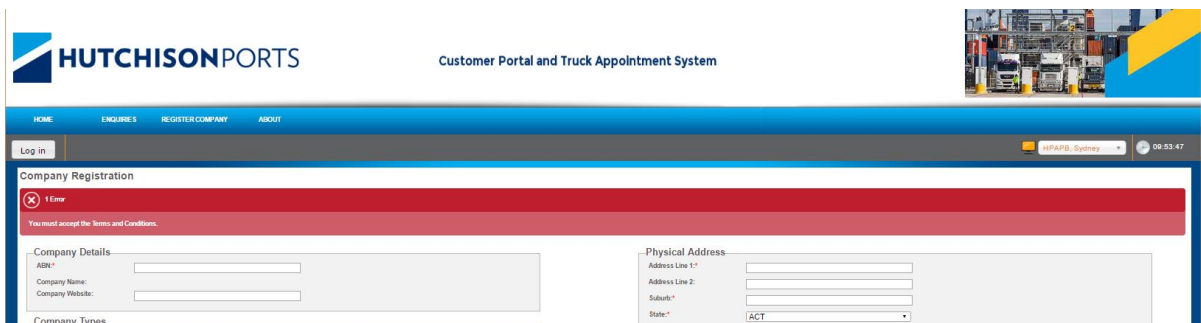 HUTCHISONPORTS
Customer Portal and Truck Appointment System
HOME ENQUIRIES REGISTER COMPANY ABOUT
Log in HPAPB, Sydney 09:53:47
Company Registration
1 Error
You must accept the Terms and Conditions.
Company Details
ABN:*
Company Name:
Company Website:
Company Types
Physical Address
Address Line 1:*
Address Line 2:
Suburb:*
State:* ACT